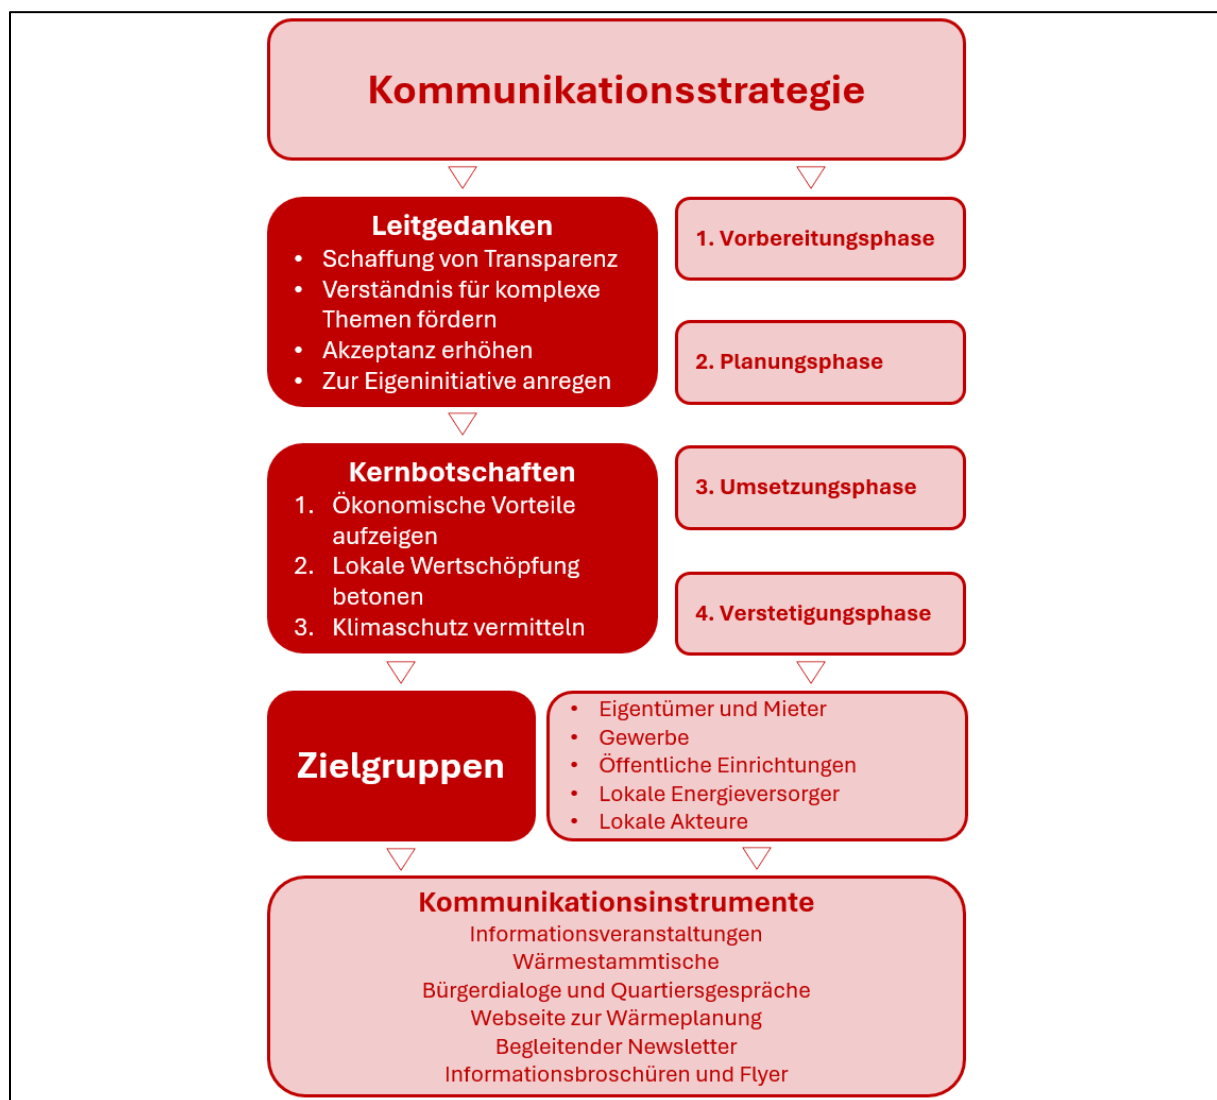 Kommunikationsstrategie
Leitgedanken
• Schaffung von Transparenz
• Verständnis für komplexe
Themen fördern
• Akzeptanz erhöhen
• Zur Eigeninitiative anregen
1. Vorbereitungsphase
2. Planungsphase
Kernbotschaften
1. Ökonomische Vorteile
aufzeigen
2. Lokale Wertschöpfung
betonen
3. Klimaschutz vermitteln
3. Umsetzungsphase
4. Verstetigungsphase
Zielgruppen
• Eigentümer und Mieter
• Gewerbe
• Öffentliche Einrichtungen
• Lokale Energieversorger
• Lokale Akteure
Kommunikationsinstrumente
Informationsveranstaltungen
Wärmestammtische
Bürgerdialoge und Quartiersgespräche
Webseite zur Wärmeplanung
Begleitender Newsletter
Informationsbroschüren und Flyer